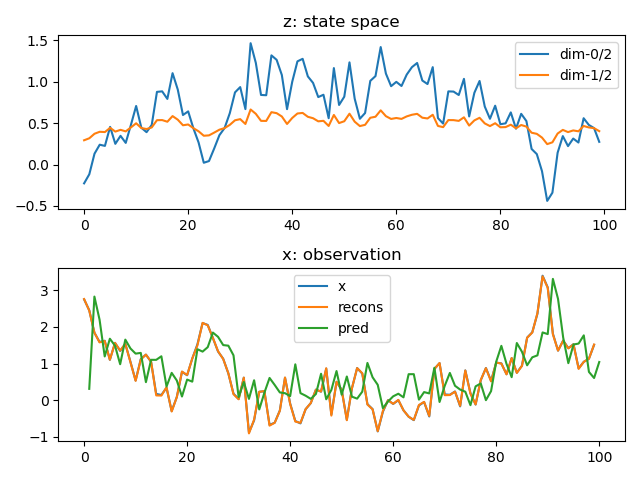 z: state space
1.5
1.0
0.5
0.0
−0.5
dim-0/2
dim-1/2
0 20 40 60 80 100
x: observation
3
2
1
0
−1
x
recons
pred
0 20 40 60 80 100